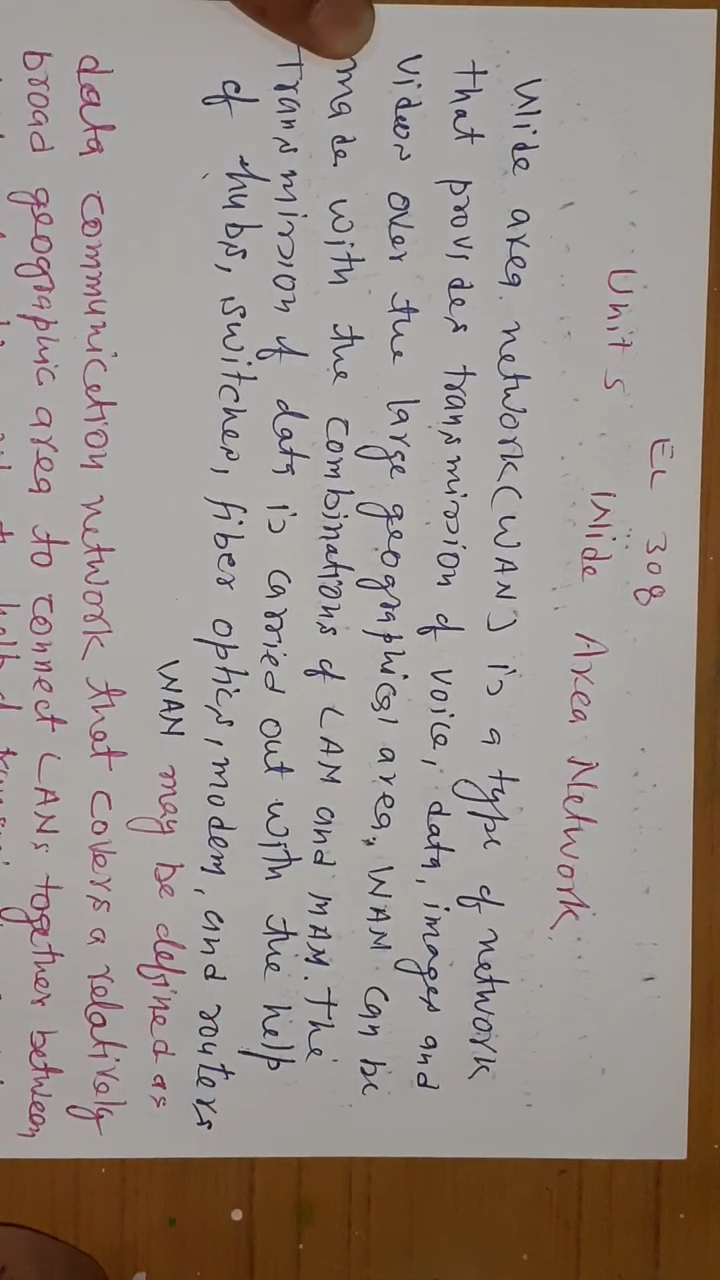 EL 308
Unit 5 Wide Area Network.
Wide area network (WAN) is a type of network
that provides transmission of voice, data, images and
videos over the large geographical area. WAN can be
made with the combinations of LAN and MAN. The
transmission of data is carried out with the help
of hubs, switches, fiber optics, modem, and routers
WAN may be defined as
data communication network that covers a relatively
broad geographic area to connect LANs together between